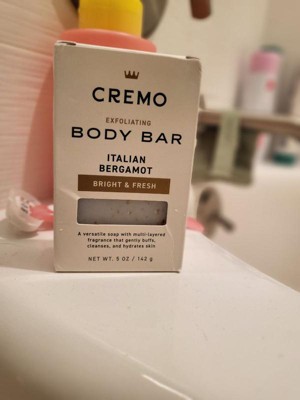 CREMO
EXFOLIATING
BODY BAR
ITALIAN
BERGAMOT
BRIGHT & FRESH
A versatile soap with multi-layered
fragrance that gently buffs,
cleanses, and hydrates skin
NET WT. 5 OZ / 142 g